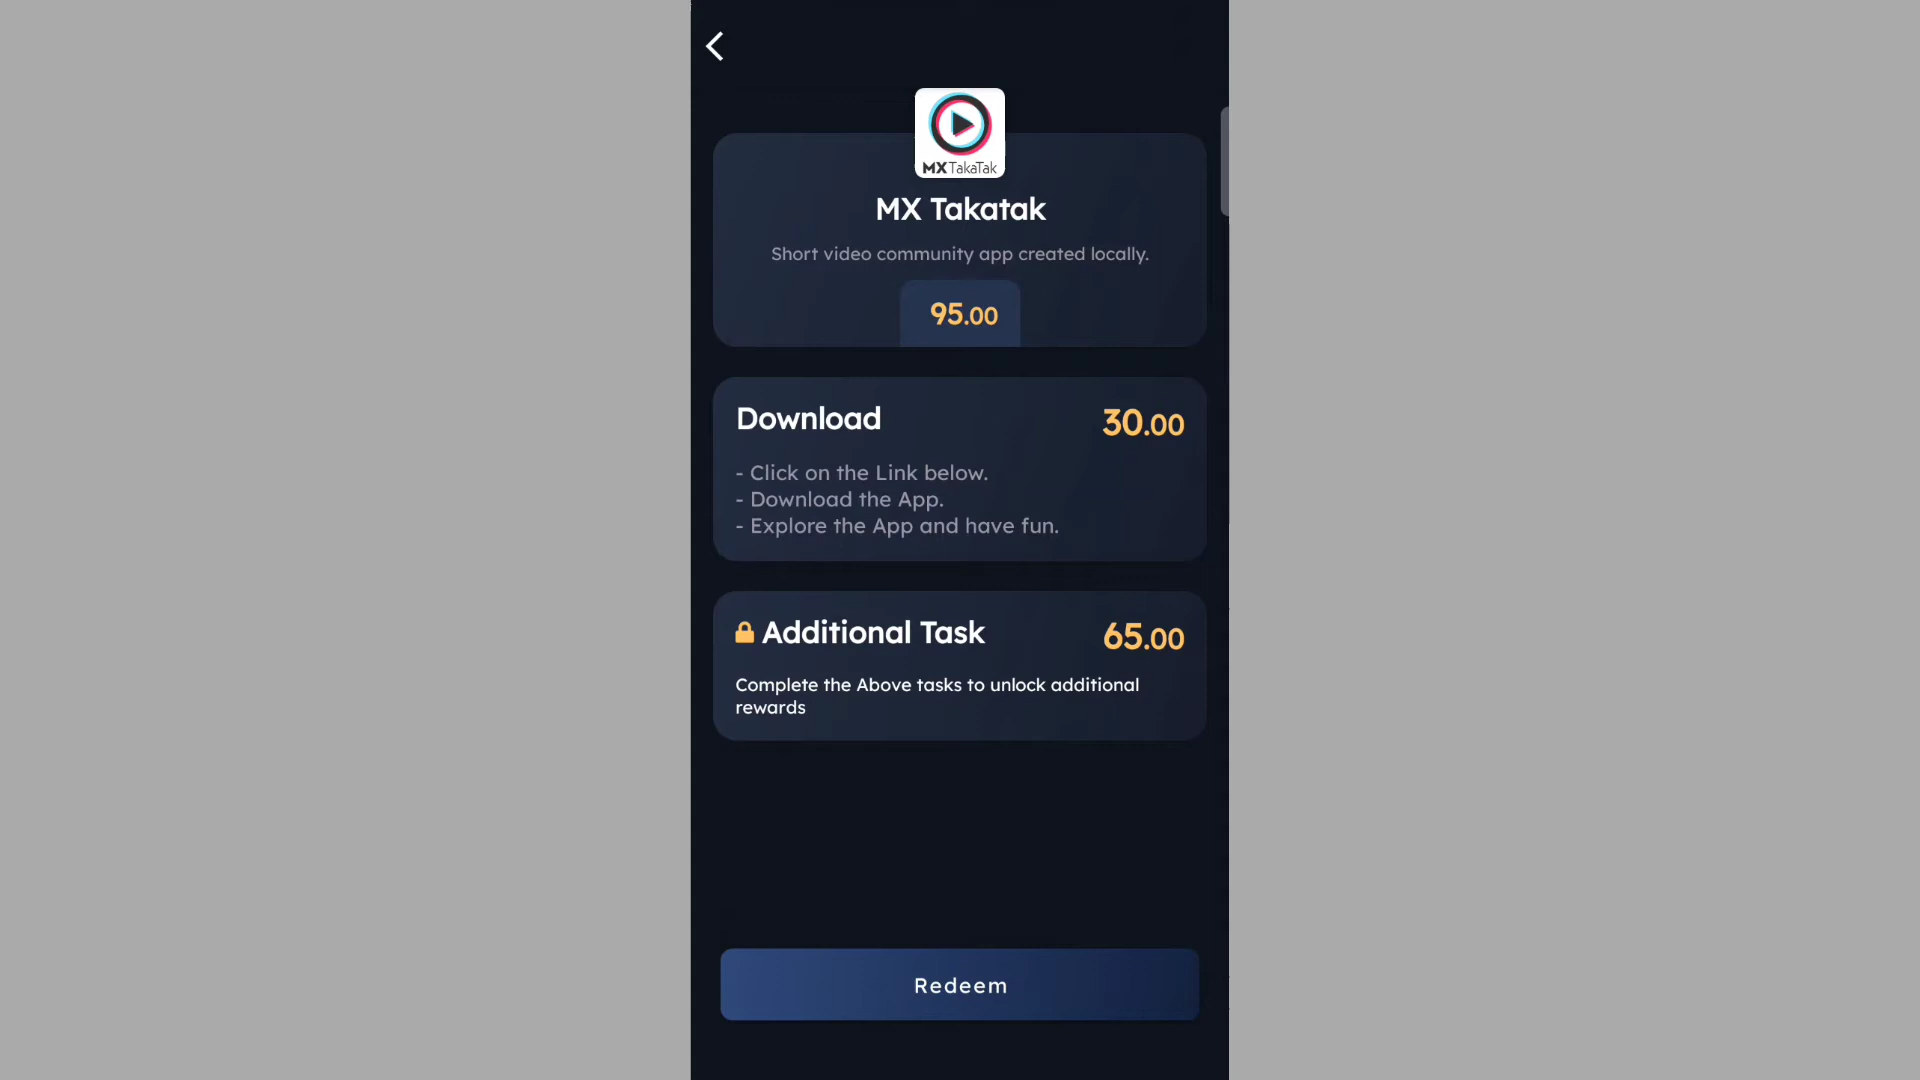 MXTakaTak
MX Takatak
Short video community app created locally.
95.00
Download
30.00
- Click on the Link below.
- Download the App.
- Explore the App and have fun.
Additional Task
65.00
Complete the Above tasks to unlock additional
rewards
Redeem